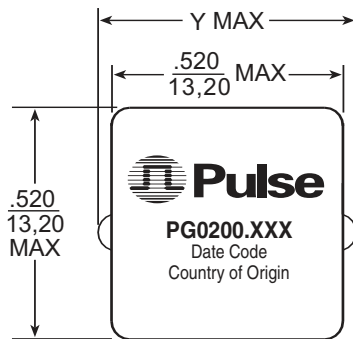 Y MAX
.520
13,20
MAX
.520
13,20
MAX
Pulse
PG0200.XXX
Date Code
Country of Origin